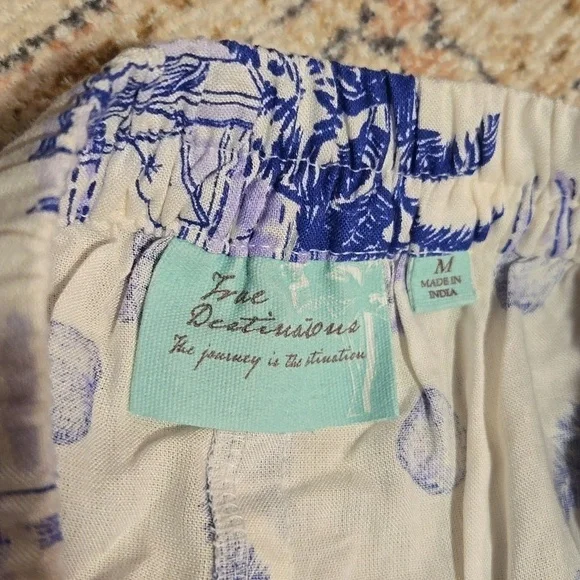 True
Destinations
The journey is the stination
M
MADE IN
INDIA